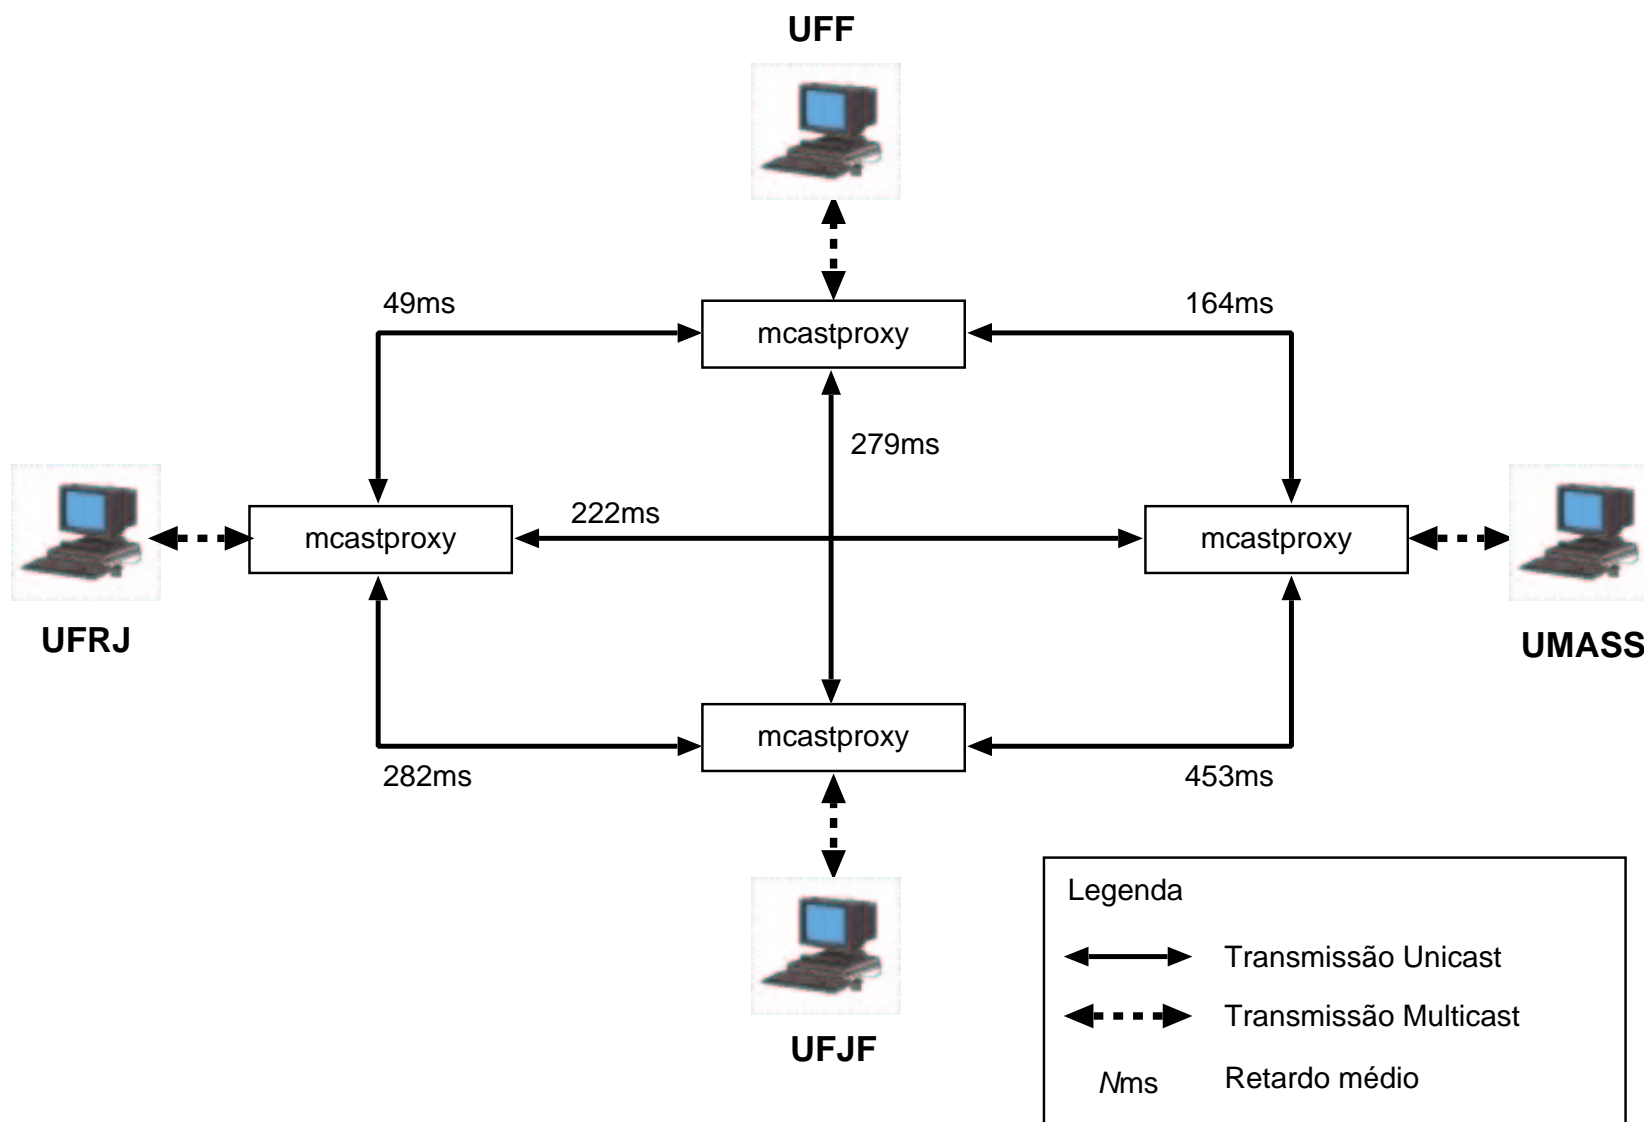 UFF
49ms
164ms
mcastproxy
279ms
222ms
mcastproxy
mcastproxy
UFRJ
UMASS
mcastproxy
282ms
453ms
UFJF
Legenda
Transmissão Unicast
Transmissão Multicast
Nms Retardo médio